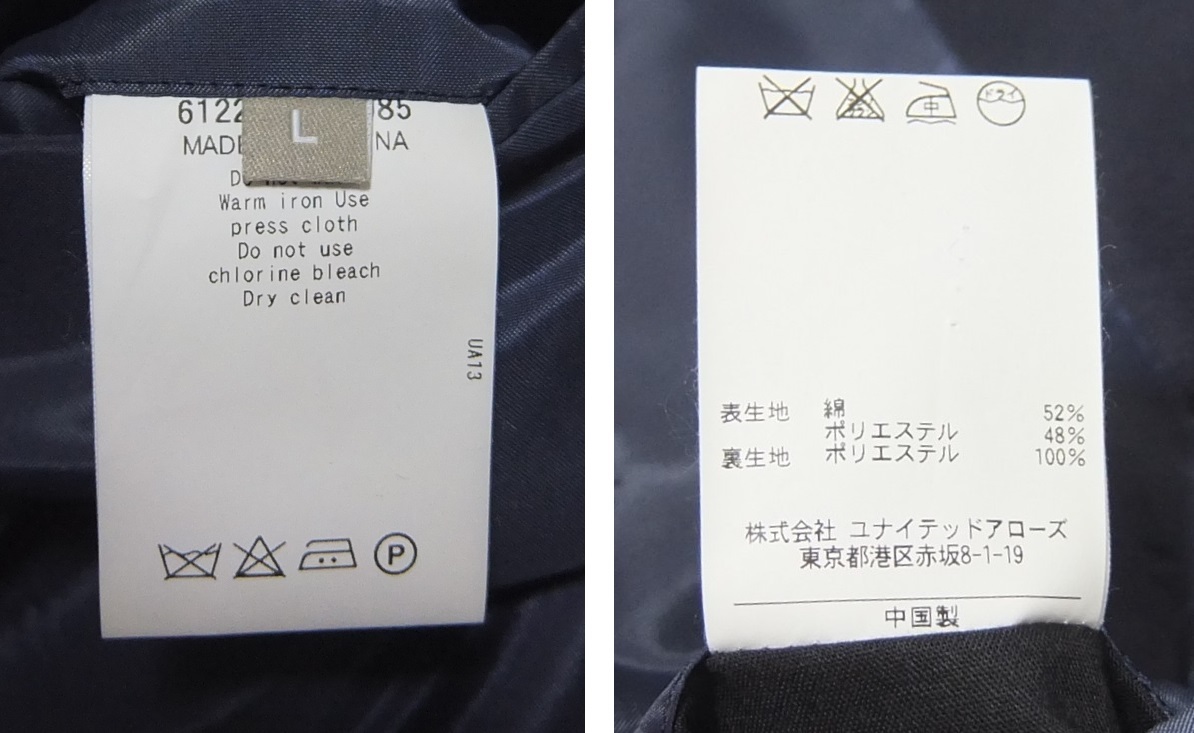 6122 85
L
MADE NA
Warm iron Use
press cloth
Do not use
chlorine bleach
Dry clean
UA13
P
中
ドライ
表生地 綿 52%
ポリエステル 48%
裏生地 ポリエステル 100%
株式会社 ユナイテッドアローズ
東京都港区赤坂8-1-19
中国製